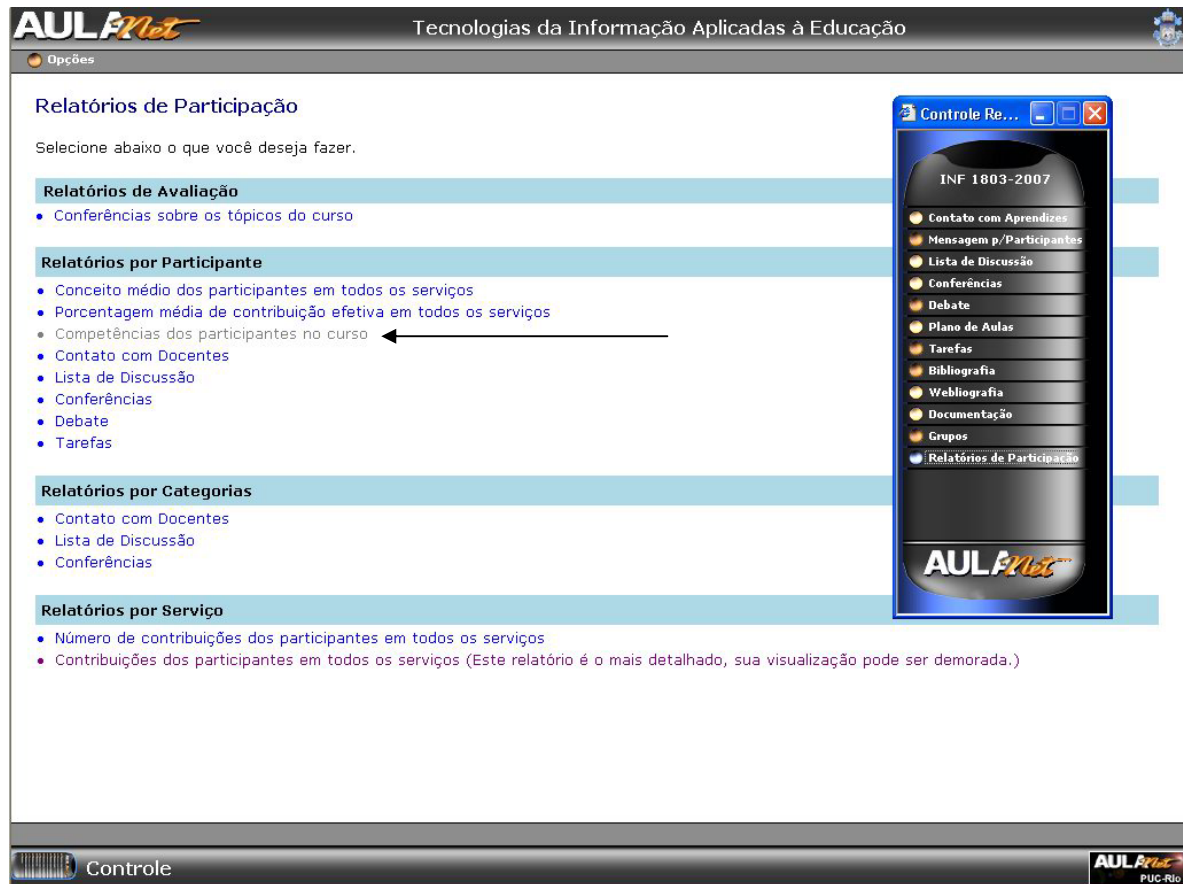 AULANet
Tecnologias da Informação Aplicadas à Educação
Opções
Relatórios de Participação
Selecione abaixo o que você deseja fazer.
Relatórios de Avaliação
• Conferências sobre os tópicos do curso
Relatórios por Participante
• Conceito médio dos participantes em todos os serviços
• Porcentagem média de contribuição efetiva em todos os serviços
• Competências dos participantes no curso
• Contato com Docentes
• Lista de Discussão
• Conferências
• Debate
• Tarefas
Relatórios por Categorias
• Contato com Docentes
• Lista de Discussão
• Conferências
Relatórios por Serviço
• Número de contribuições dos participantes em todos os serviços
• Contribuições dos participantes em todos os serviços (Este relatório é o mais detalhado, sua visualização pode ser demorada.)
Controle Re...
INF 1803-2007
Contato com Aprendizes
Mensagem p/Participantes
Lista de Discussão
Conferências
Debate
Plano de Aulas
Tarefas
Bibliografia
Webliografia
Documentação
Grupos
Relatórios de Participação
AULANet
Controle
AULANet
PUC-Rio